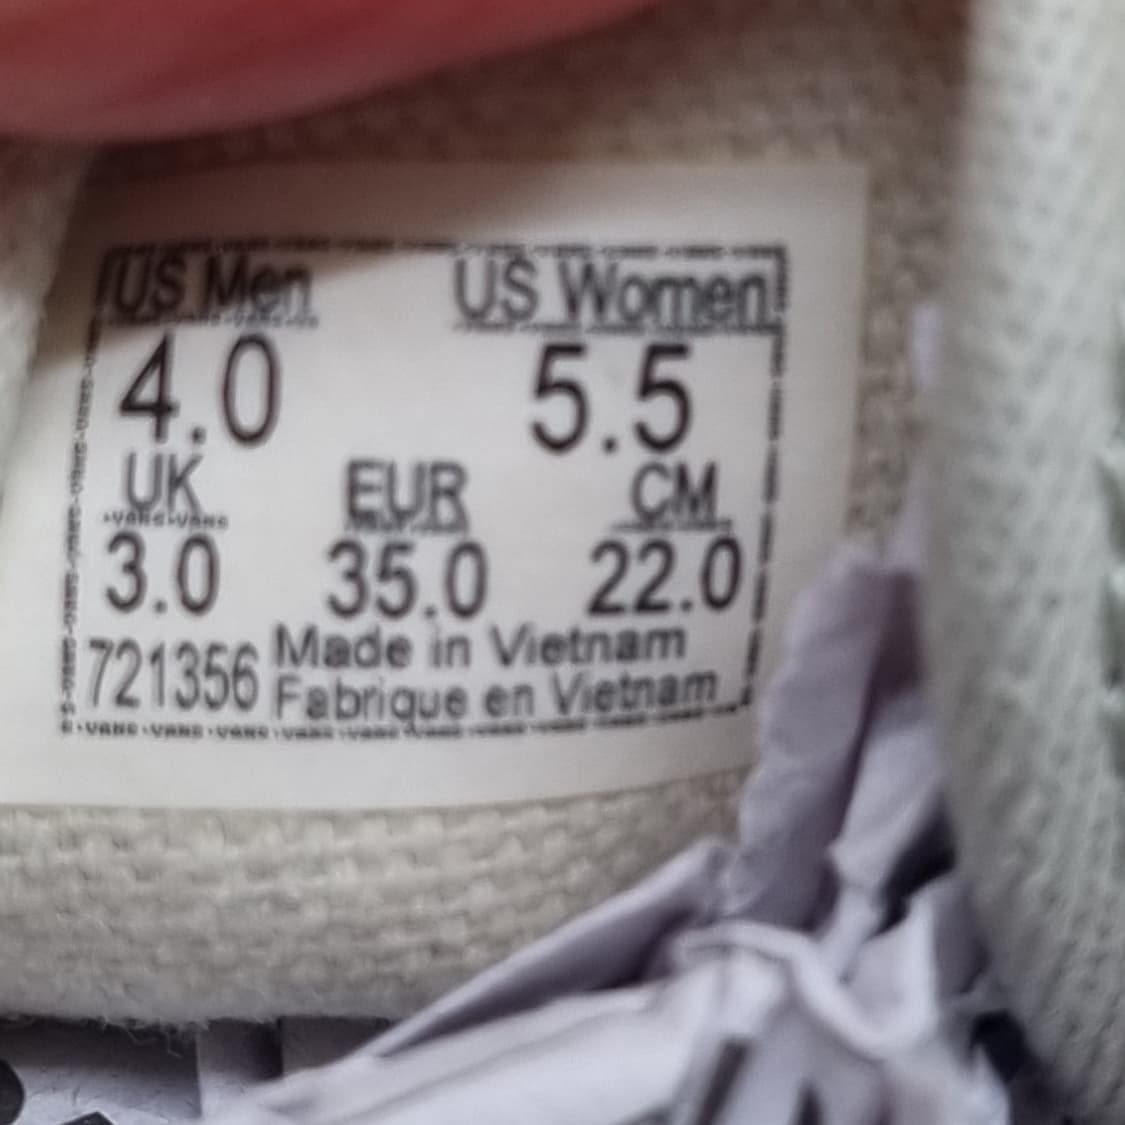 US Men US Women
4.0 5.5
UK EUR CM
3.0 35.0 22.0
721356 Made in Vietnam
Fabrique en Vietnam